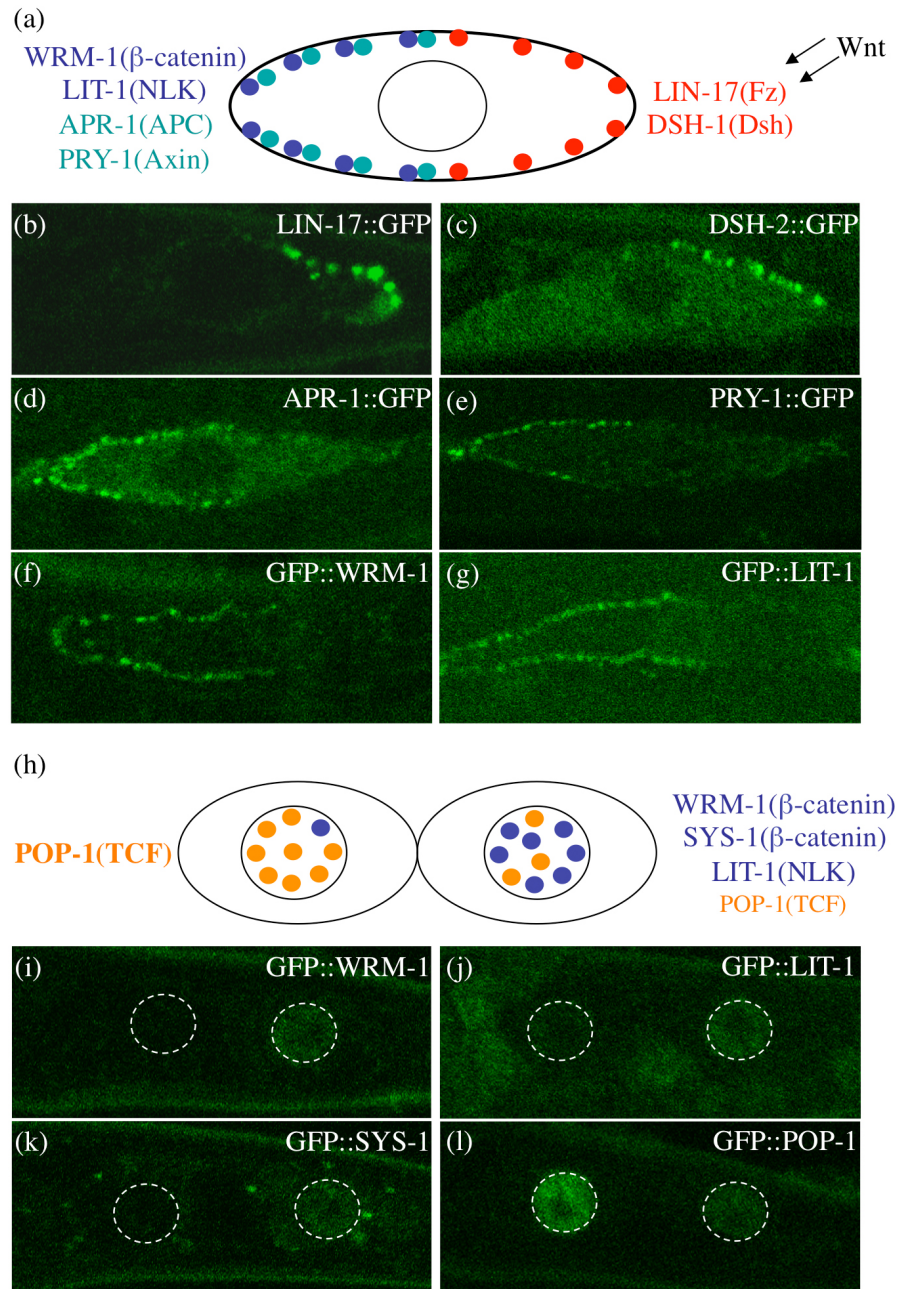 (a)
WRM-1(β-catenin)
LIT-1(NLK)
APR-1(APC)
PRY-1(Axin)
Wnt
LIN-17(Fz)
DSH-1(Dsh)
(b) LIN-17::GFP
(c) DSH-2::GFP
(d) APR-1::GFP
(e) PRY-1::GFP
(f) GFP::WRM-1
(g) GFP::LIT-1
(h)
POP-1(TCF)
WRM-1(β-catenin)
SYS-1(β-catenin)
LIT-1(NLK)
POP-1(TCF)
(i) GFP::WRM-1
(j) GFP::LIT-1
(k) GFP::SYS-1
(l) GFP::POP-1